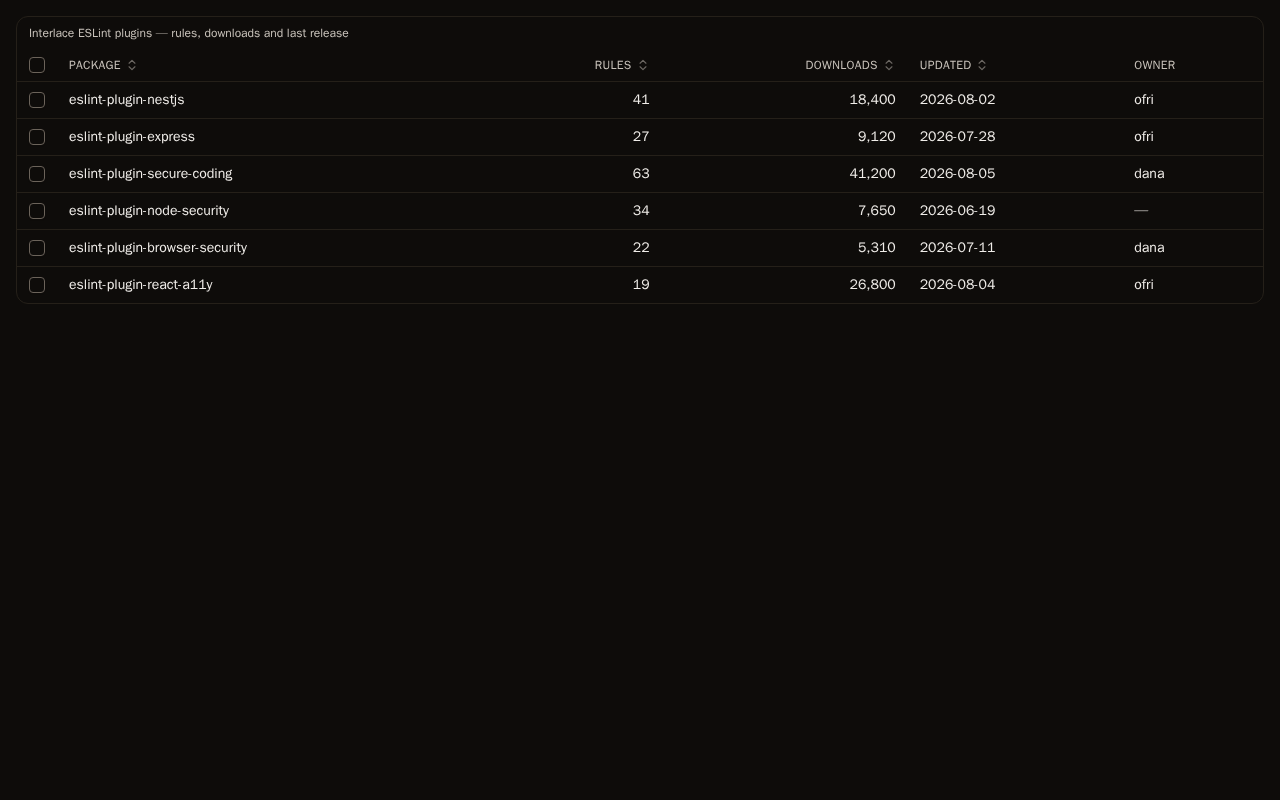 Interlace ESLint plugins — rules, downloads and last release
PACKAGE RULES DOWNLOADS UPDATED OWNER
eslint-plugin-nestjs 41 18,400 2026-08-02 ofri
eslint-plugin-express 27 9,120 2026-07-28 ofri
eslint-plugin-secure-coding 63 41,200 2026-08-05 dana
eslint-plugin-node-security 34 7,650 2026-06-19 —
eslint-plugin-browser-security 22 5,310 2026-07-11 dana
eslint-plugin-react-a11y 19 26,800 2026-08-04 ofri